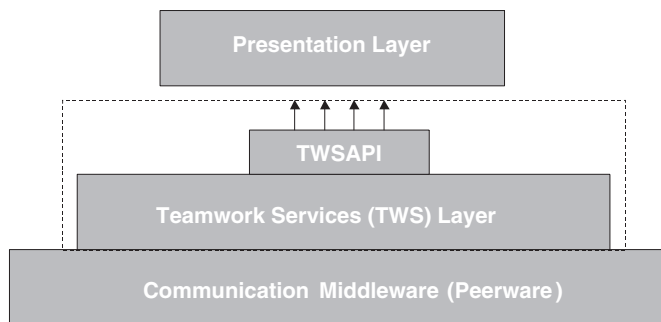 Presentation Layer
TWSAPI
Teamwork Services (TWS) Layer
Communication Middleware (Peerware)